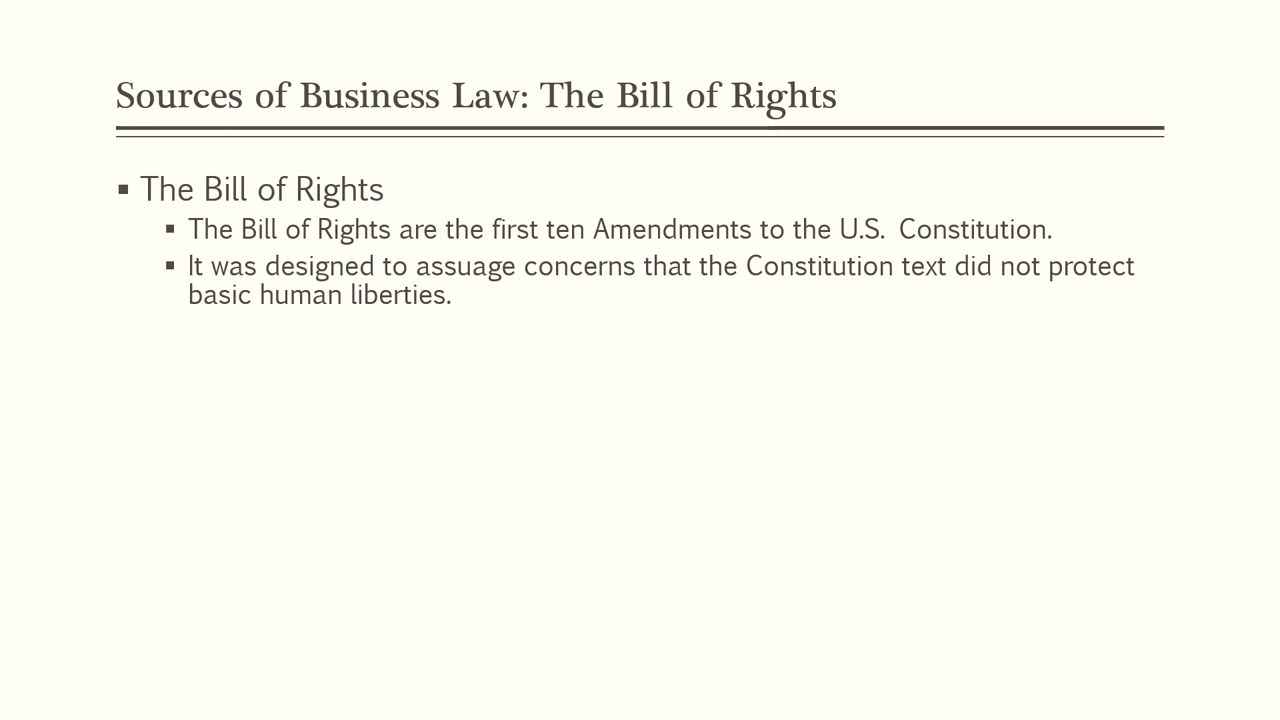 Sources of Business Law: The Bill of Rights
▪ The Bill of Rights
▪ The Bill of Rights are the first ten Amendments to the U.S.  Constitution.
▪ It was designed to assuage concerns that the Constitution text did not protect
basic human liberties.